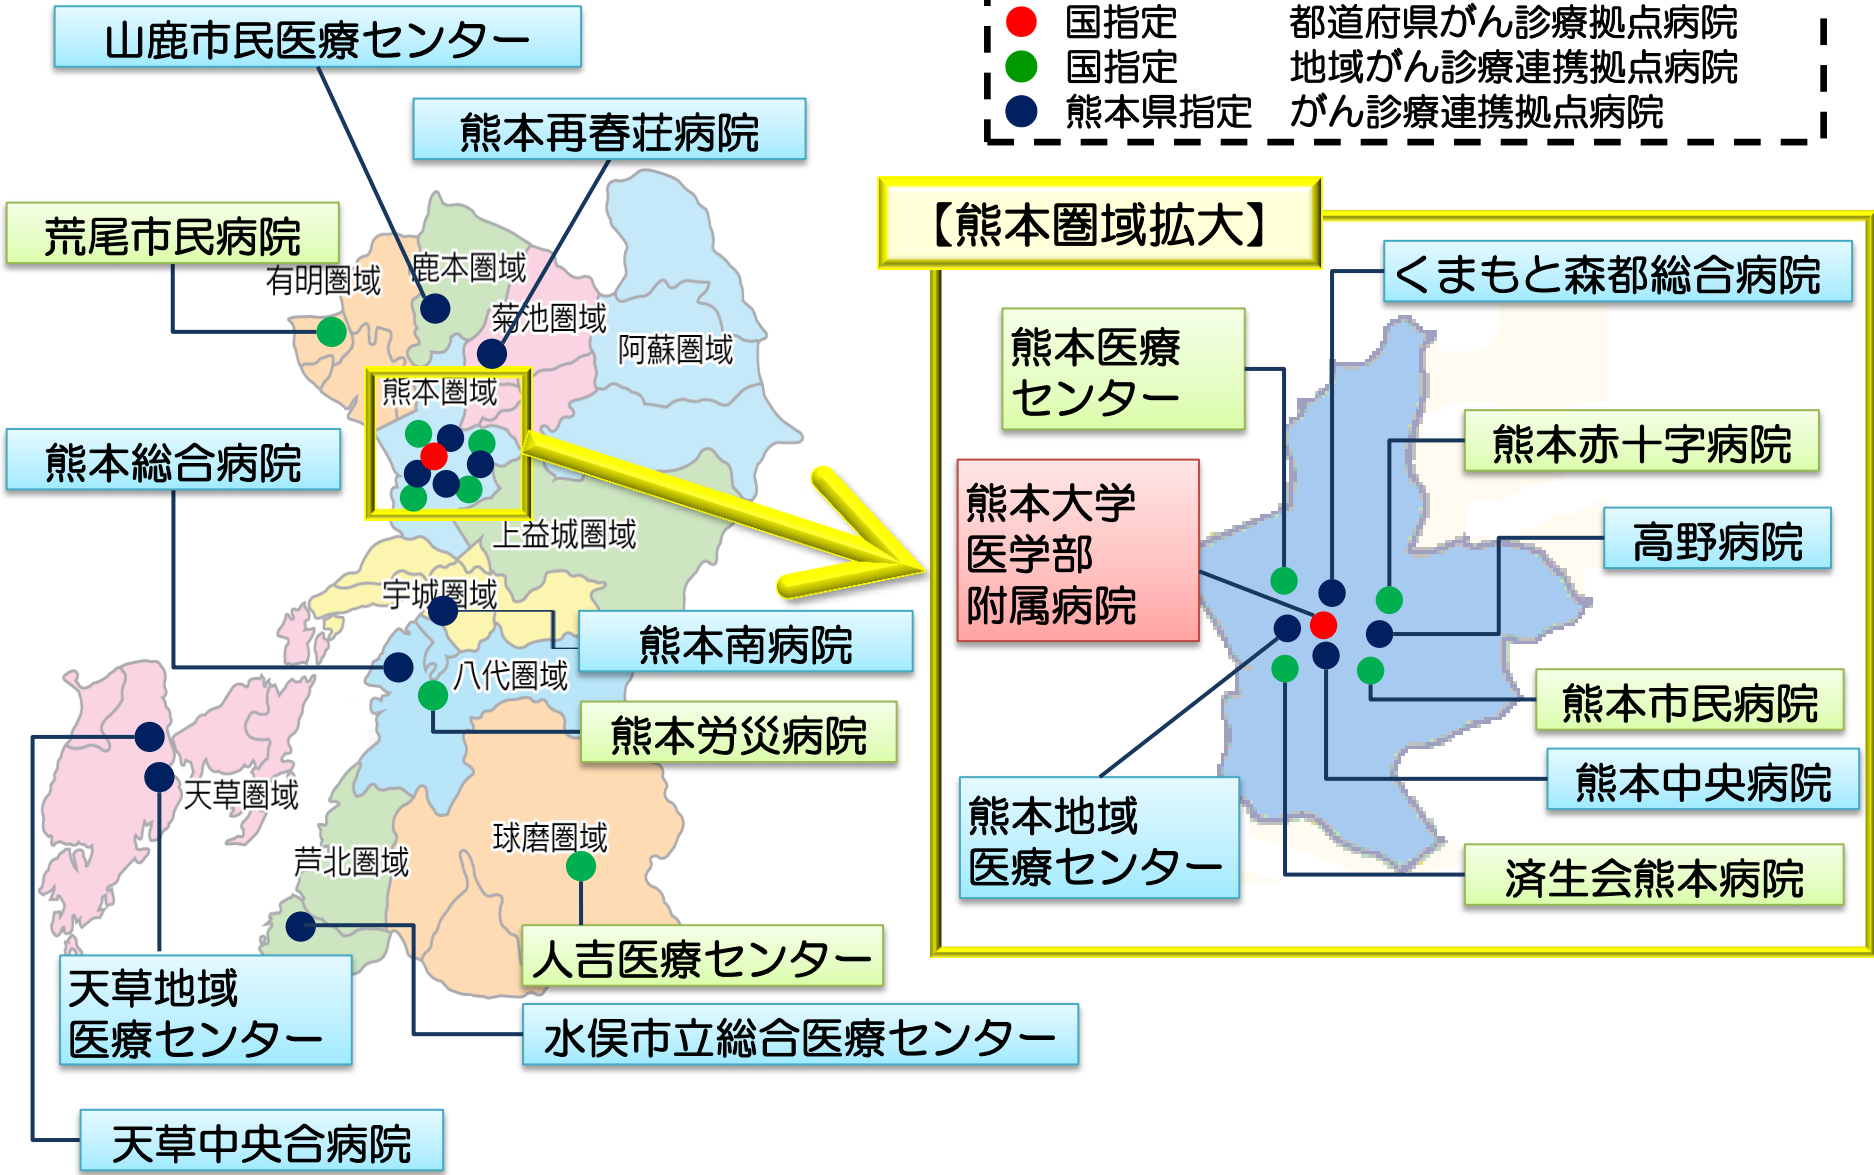 国指定 都道府県がん診療拠点病院
国指定 地域がん診療連携拠点病院
熊本県指定 がん診療連携拠点病院
山鹿市民医療センター
熊本再春荘病院
荒尾市民病院
有明圏域
鹿本圏域
菊池圏域
阿蘇圏域
熊本圏域
熊本総合病院
上益城圏域
宇城圏域
熊本南病院
八代圏域
熊本労災病院
天草圏域
球磨圏域
芦北圏域
人吉医療センター
天草地域
医療センター
水俣市立総合医療センター
天草中央合病院
【熊本圏域拡大】
くまもと森都総合病院
熊本医療
センター
熊本赤十字病院
熊本大学
医学部
附属病院
高野病院
熊本市民病院
熊本中央病院
熊本地域
医療センター
済生会熊本病院